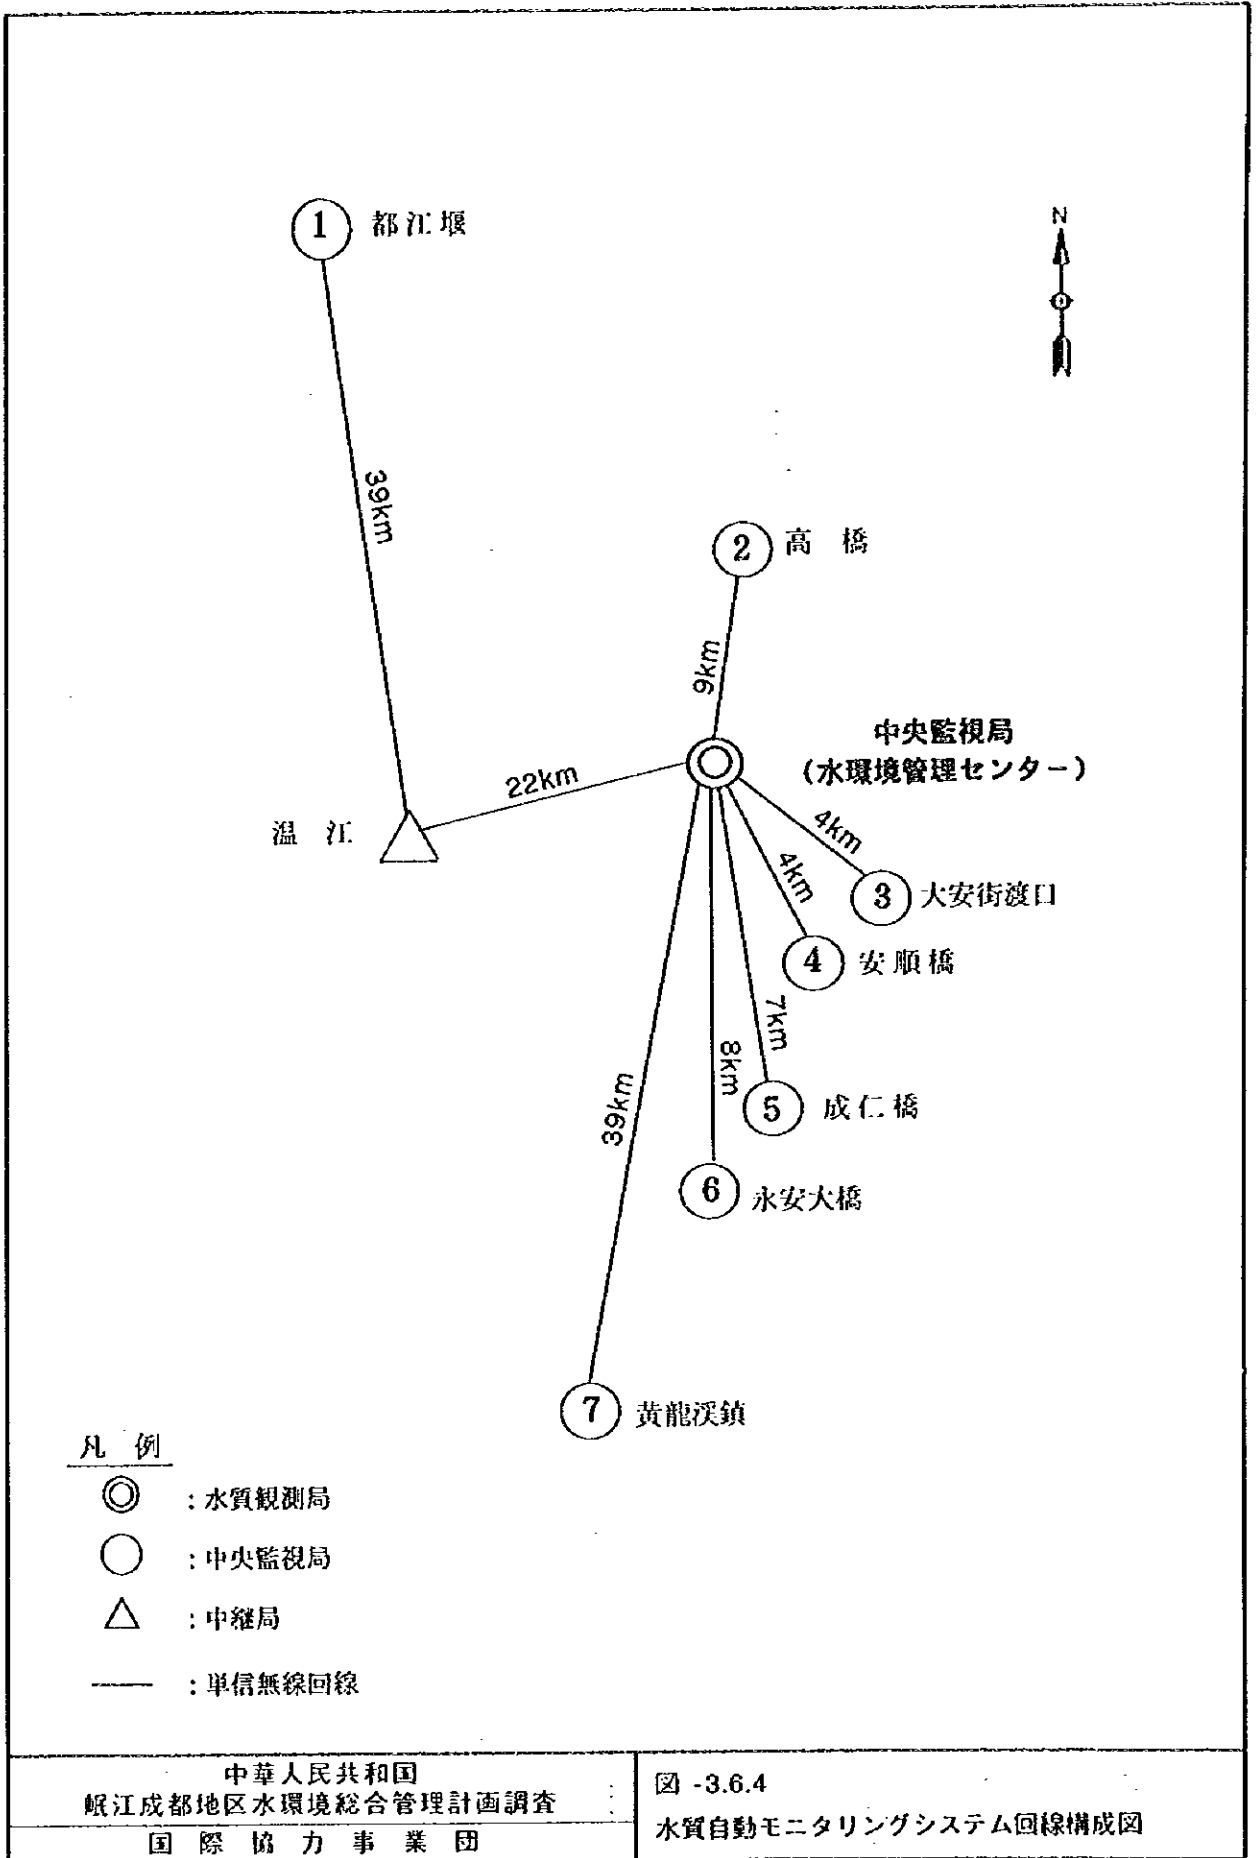 1 都江堰
N
39km
2 高橋
9km
中央監視局
(水環境管理センター)
22km
温江
4km
4km
3 大安街渡口
4 安順橋
7km
8km
39km
5 成仁橋
6 永安大橋
7 黄龍渓鎮
凡例
:水質観測局
:中央監視局
:中継局
:単信無線回線
中華人民共和国
岷江成都地区水環境総合管理計画調査
国際協力事業団
図 -3.6.4
水質自動モニタリングシステム回線構成図